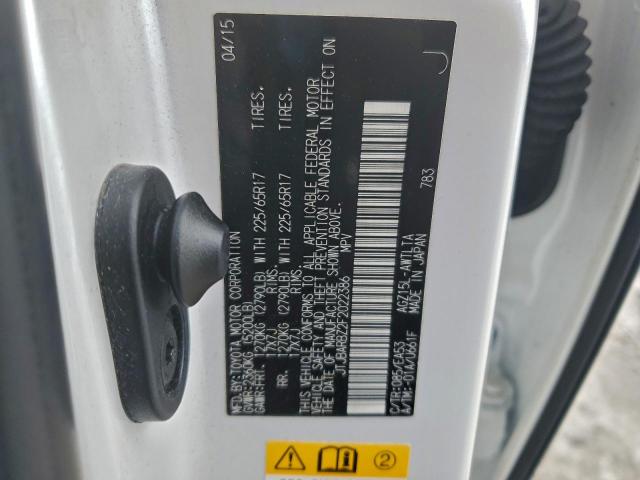 MFD.BY:TOYOTA MOTOR CORPORATION 04/15
GVWR:2360KG (5200LB)
GAWR:FRT. 1270KG (2790LB) WITH 225/65R17 TIRES.
17X7J RIMS.
RR. 1270KG (2790LB) WITH 225/65R17 TIRES.
17X7J RIMS.
THIS VEHICLE CONFORMS TO ALL APPLICABLE FEDERAL MOTOR
VEHICLE SAFETY AND THEFT PREVENTION STANDARDS IN EFFECT ON
THE DATE OF MANUFACTURE SHOWN ABOVE.
JTJBARBZ2F2022386 MPV
783
C/TR:085/EA53 AGZ15L-AWTLTA
A/TM:-01A/U661F MADE IN JAPAN
J